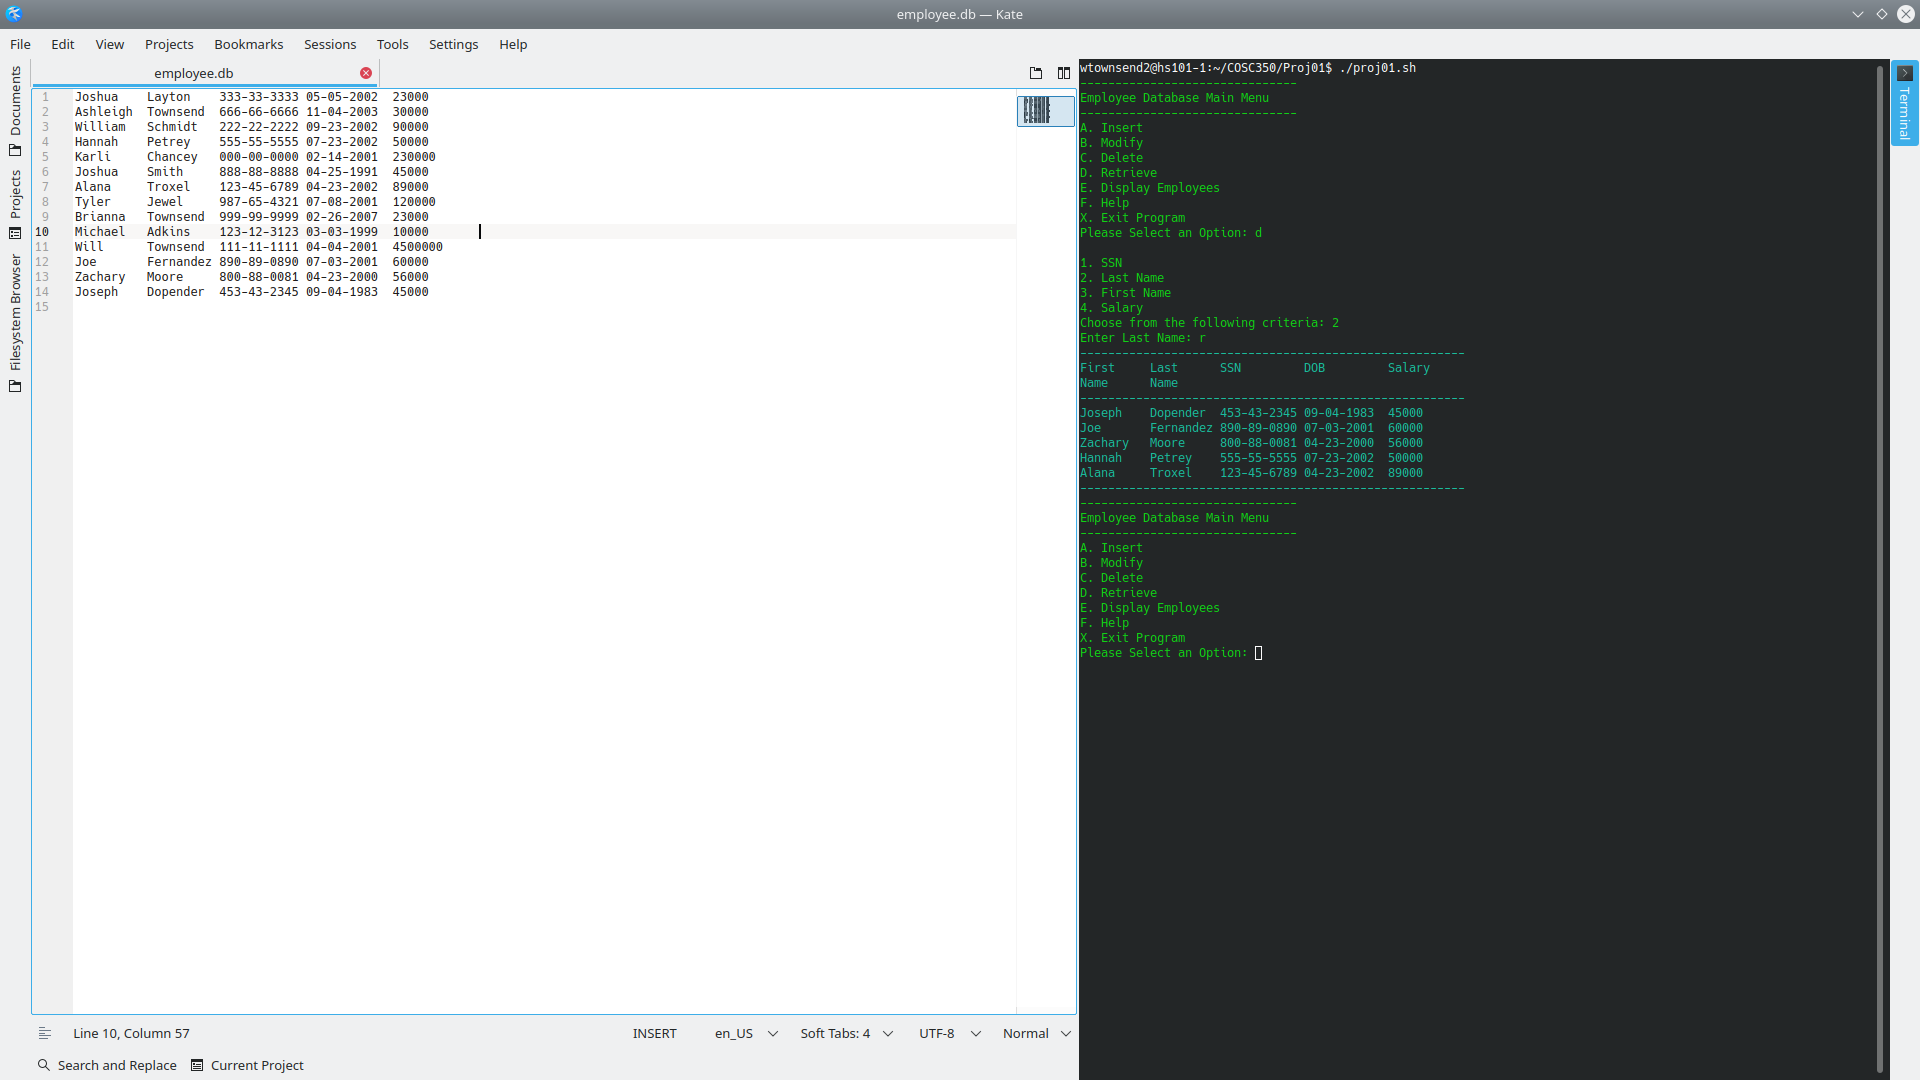 employee.db — Kate
File Edit View Projects Bookmarks Sessions Tools Settings Help
Documents
Projects
Filesystem Browser
employee.db
1 Joshua Layton 333-33-3333 05-05-2002 23000
2 Ashleigh Townsend 666-66-6666 11-04-2003 30000
3 William Schmidt 222-22-2222 09-23-2002 90000
4 Hannah Petrey 555-55-5555 07-23-2002 50000
5 Karli Chancey 000-00-0000 02-14-2001 230000
6 Joshua Smith 888-88-8888 04-25-1991 45000
7 Alana Troxel 123-45-6789 04-23-2002 89000
8 Tyler Jewel 987-65-4321 07-08-2001 120000
9 Brianna Townsend 999-99-9999 02-26-2007 23000
10 Michael Adkins 123-12-3123 03-03-1999 10000
11 Will Townsend 111-11-1111 04-04-2001 4500000
12 Joe Fernandez 890-89-0890 07-03-2001 60000
13 Zachary Moore 800-88-0081 04-23-2000 56000
14 Joseph Dopender 453-43-2345 09-04-1983 45000
15
Line 10, Column 57 INSERT en_US Soft Tabs: 4 UTF-8 Normal
Search and Replace Current Project
wtownsend2@hs101-1:~/COSC350/Proj01$ ./proj01.sh
-------------------------------
Employee Database Main Menu
-------------------------------
A. Insert
B. Modify
C. Delete
D. Retrieve
E. Display Employees
F. Help
X. Exit Program
Please Select an Option: d
1. SSN
2. Last Name
3. First Name
4. Salary
Choose from the following criteria: 2
Enter Last Name: r
-------------------------------------------------------
First Last SSN DOB Salary
Name Name
-------------------------------------------------------
Joseph Dopender 453-43-2345 09-04-1983 45000
Joe Fernandez 890-89-0890 07-03-2001 60000
Zachary Moore 800-88-0081 04-23-2000 56000
Hannah Petrey 555-55-5555 07-23-2002 50000
Alana Troxel 123-45-6789 04-23-2002 89000
-------------------------------------------------------
-------------------------------
Employee Database Main Menu
-------------------------------
A. Insert
B. Modify
C. Delete
D. Retrieve
E. Display Employees
F. Help
X. Exit Program
Please Select an Option:
Terminal